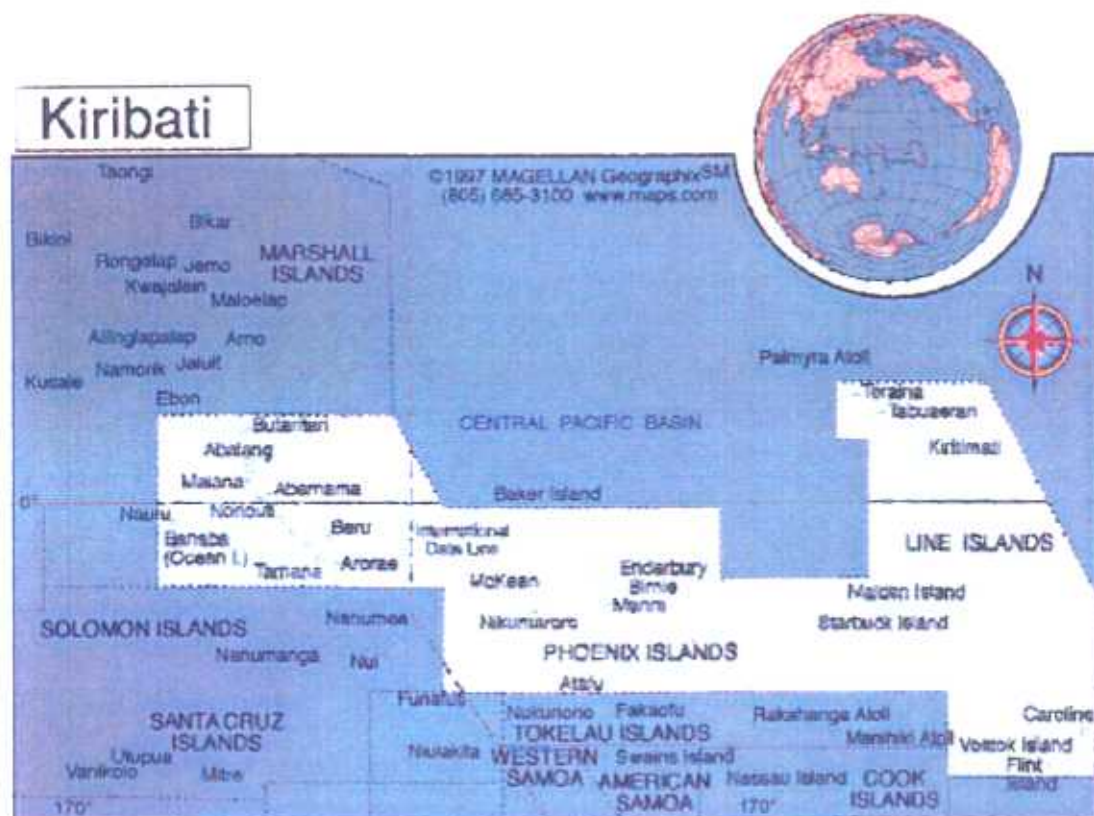 Kiribati
©1997 MAGELLAN Geographix℠
(805) 685-3100 www.maps.com
Taongi
Bikar
Bikini
MARSHALL
ISLANDS
Rongelap
Jemo
Kwajalein
Maloelap
Ailinglapalap
Arno
Namorik
Jaluit
Kusaie
Ebon
N
Palmyra Atoll
Teraina
Tabuaeran
Kiritimati
CENTRAL PACIFIC BASIN
Butaritari
Abaiang
Maiana
Abemama
0°
Baker Island
Nauru
Nonouti
Beru
International
Date Line
Banaba
(Ocean I.)
Tamana
Arorae
LINE ISLANDS
McKean
Enderbury
Birnie
Manra
Nikumaroro
Malden Island
Starbuck Island
SOLOMON ISLANDS
Nanumea
Nanumanga
Nui
PHOENIX ISLANDS
Atafu
Funafuti
Nukunono
Fakaofu
Rakahanga Atoll
Caroline
SANTA CRUZ
ISLANDS
TOKELAU ISLANDS
Manihiki Atoll
Vostok Island
Utupua
Niulakita
WESTERN
SAMOA
Swains Island
Flint
Island
Vanikolo
Mitre
AMERICAN
SAMOA
Nassau Island
COOK
ISLANDS
170°
170°